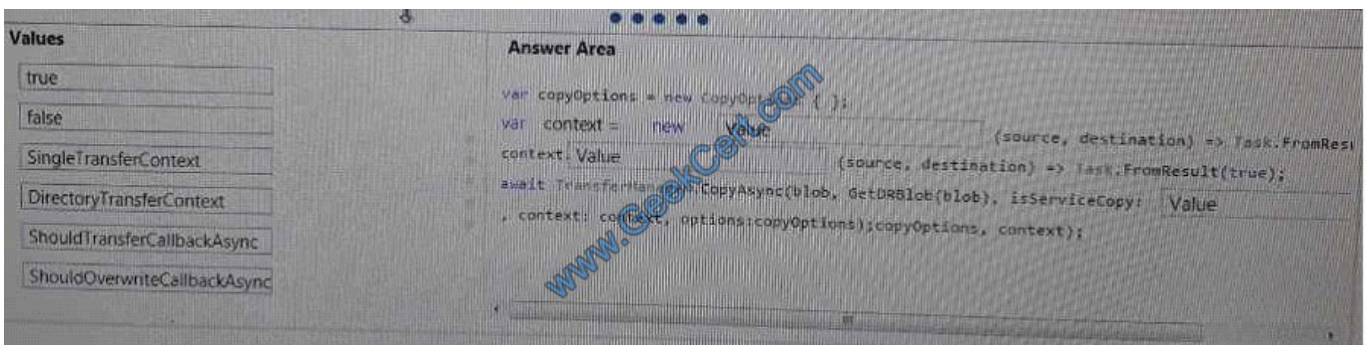 Values
true
false
SingleTransferContext
DirectoryTransferContext
ShouldTransferCallbackAsync
ShouldOverwriteCallbackAsync
Answer Area
var copyOptions = new CopyOptions { };
var context = new Value (source, destination) => Task.FromResu
context. Value (source, destination) => Task.FromResult(true);
await TransferManager.CopyAsync(blob, GetDRBlob(blob), isServiceCopy: Value
, context: context, options:copyOptions);copyOptions, context);
www.GeekCert.com